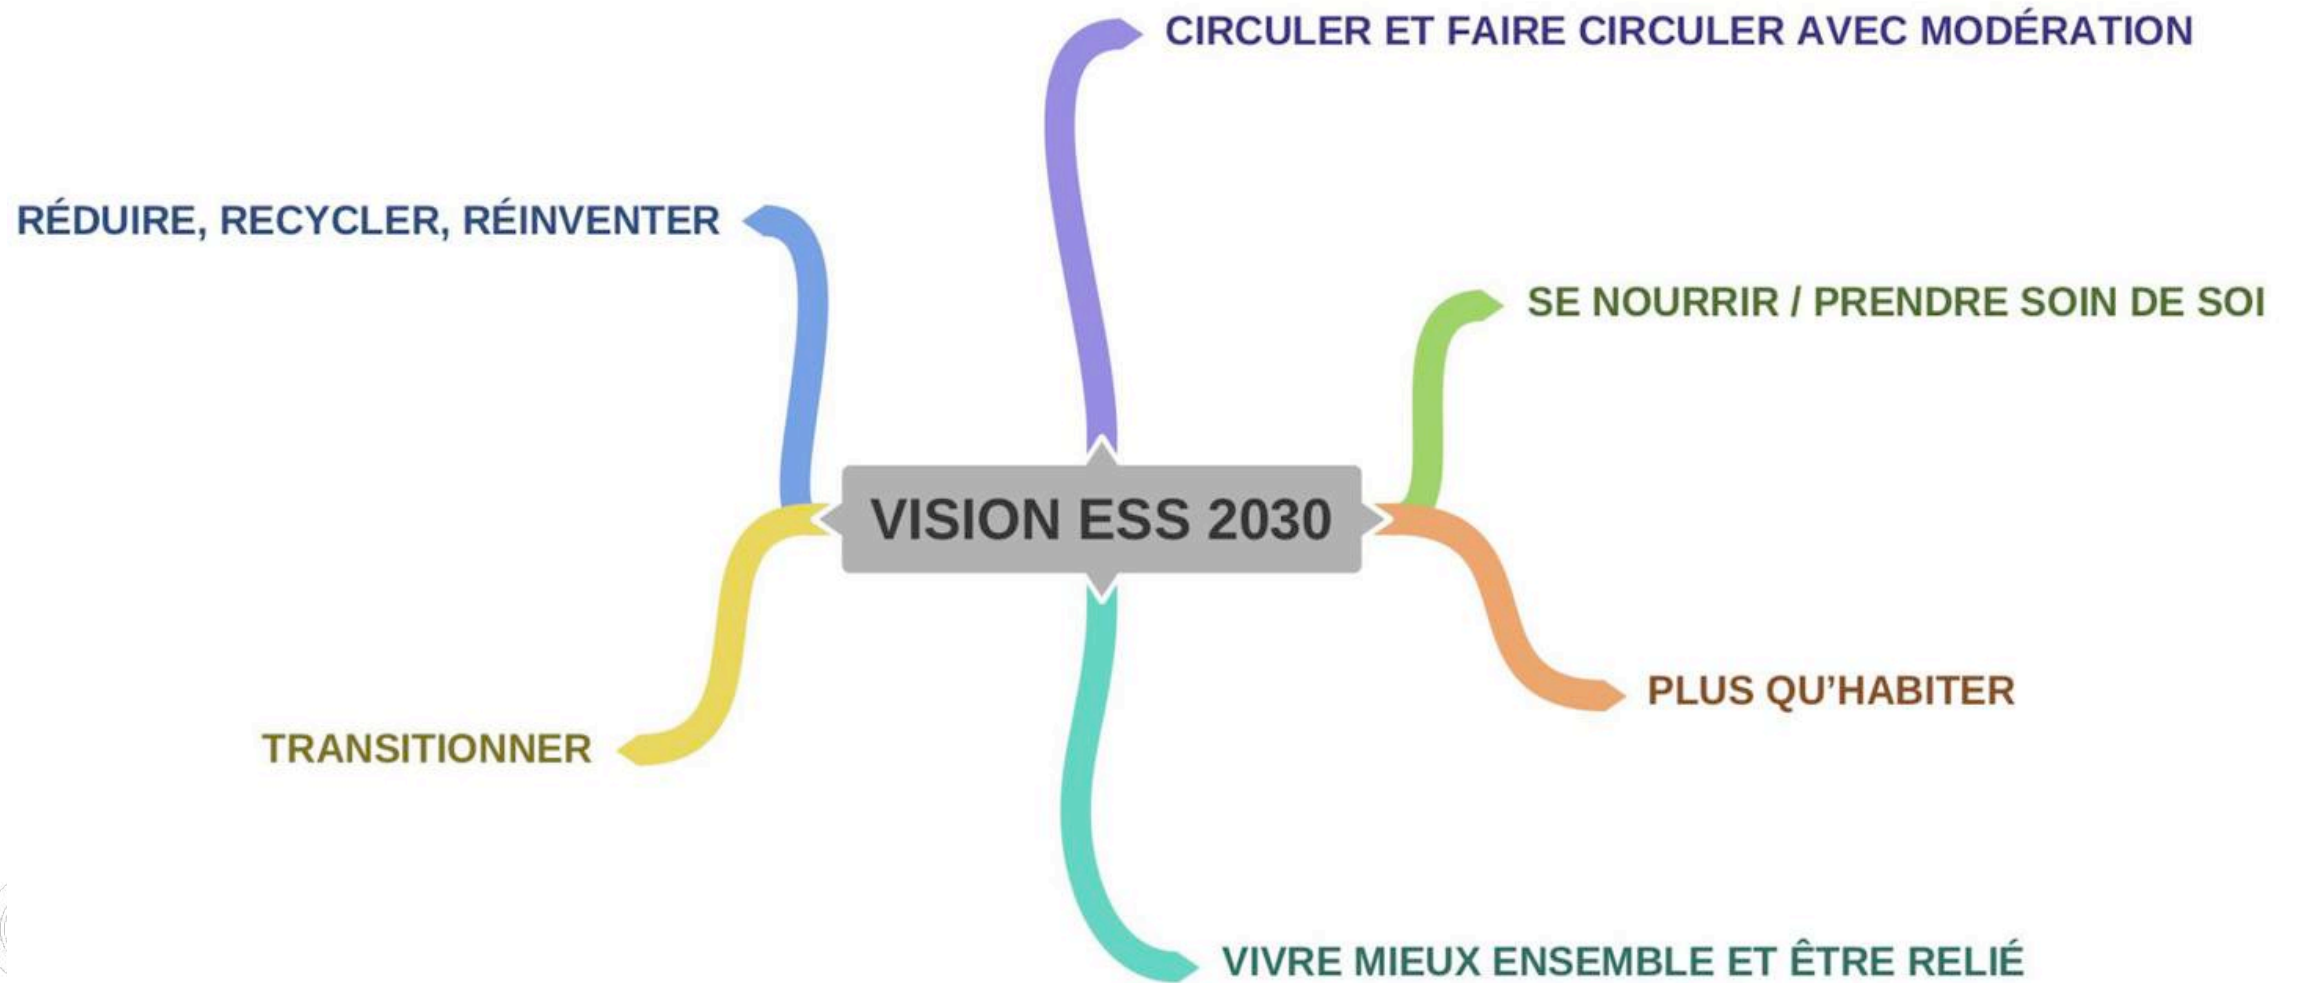 CIRCULER ET FAIRE CIRCULER AVEC MODÉRATION
RÉDUIRE, RECYCLER, RÉINVENTER
SE NOURRIR / PRENDRE SOIN DE SOI
VISION ESS 2030
PLUS QU’HABITER
TRANSITIONNER
VIVRE MIEUX ENSEMBLE ET ÊTRE RELIÉ